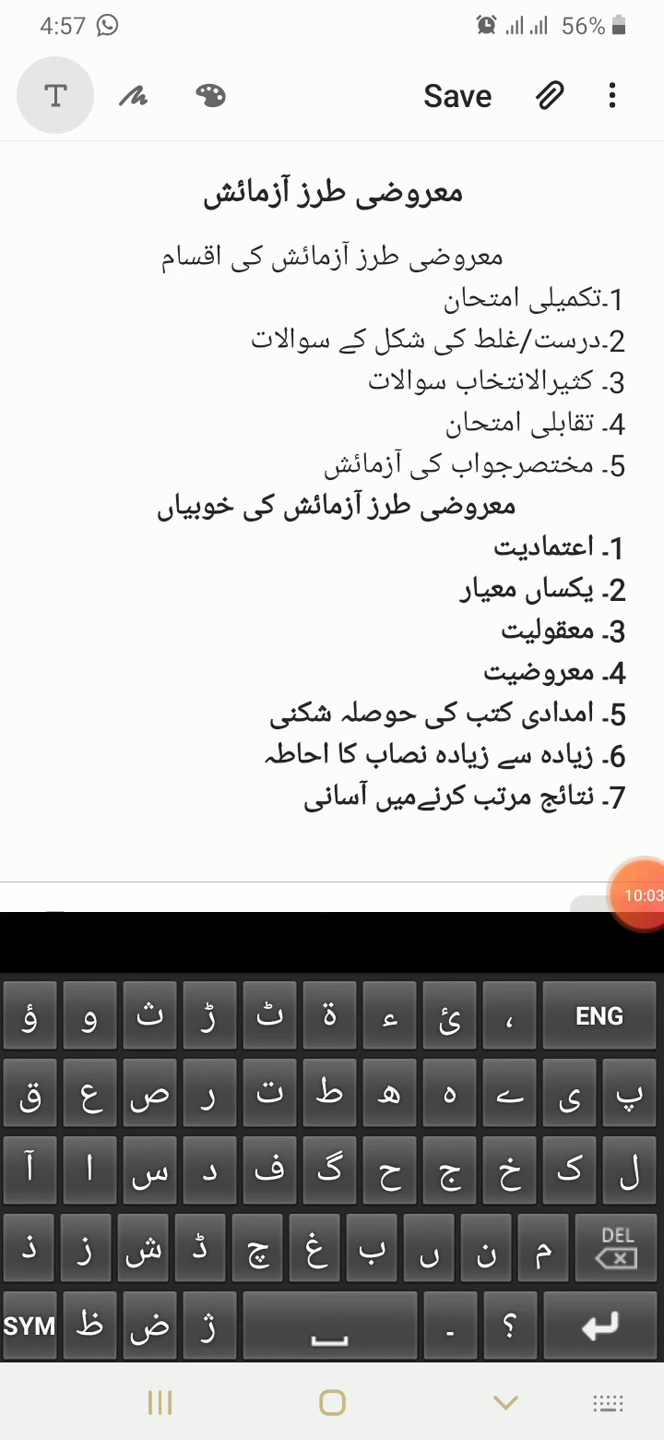 4:57
56%
Save
معروضی طرز آزمائش
معروضی طرز آزمائش کی اقسام
1۔تکمیلی امتحان
2۔درست/غلط کی شکل کے سوالات
3۔ کثیرالانتخاب سوالات
4۔ تقابلی امتحان
5۔ مختصرجواب کی آزمائش
معروضی طرز آزمائش کی خوبیاں
1۔ اعتمادیت
2۔ یکساں معیار
3۔ معقولیت
4۔ معروضیت
5۔ امدادی کتب کی حوصلہ شکنی
6۔ زیادہ سے زیادہ نصاب کا احاطہ
7۔ نتائج مرتب کرنےمیں آسانی
10:03
ؤ و ث ڑ ٹ ۃ ء ئ ، ENG
ق ع ص ر ت ط ھ ہ ے ی پ
آ ا س د ف گ ح ج خ ک ل
ذ ز ش ڈ چ غ ب ں ن م DEL
SYM ظ ض ژ ۔ ؟